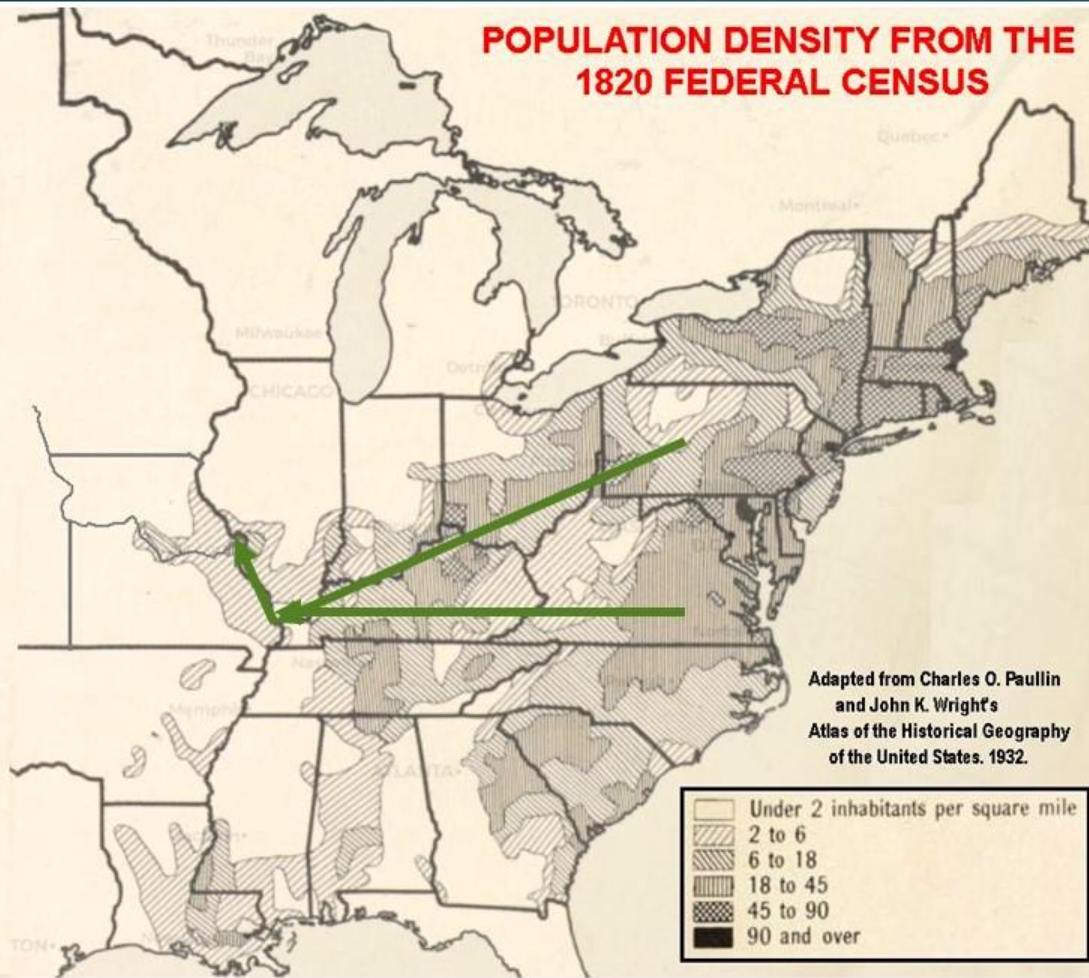 POPULATION DENSITY FROM THE
1820 FEDERAL CENSUS
Thunder
Quebec
Montreal
TORONTO
Milwaukee
Detro
CHICAGO
Memphis
ATLANTA
TON
Adapted from Charles O. Paullin
and John K. Wright's
Atlas of the Historical Geography
of the United States. 1932.
Under 2 inhabitants per square mile
2 to 6
6 to 18
18 to 45
45 to 90
90 and over